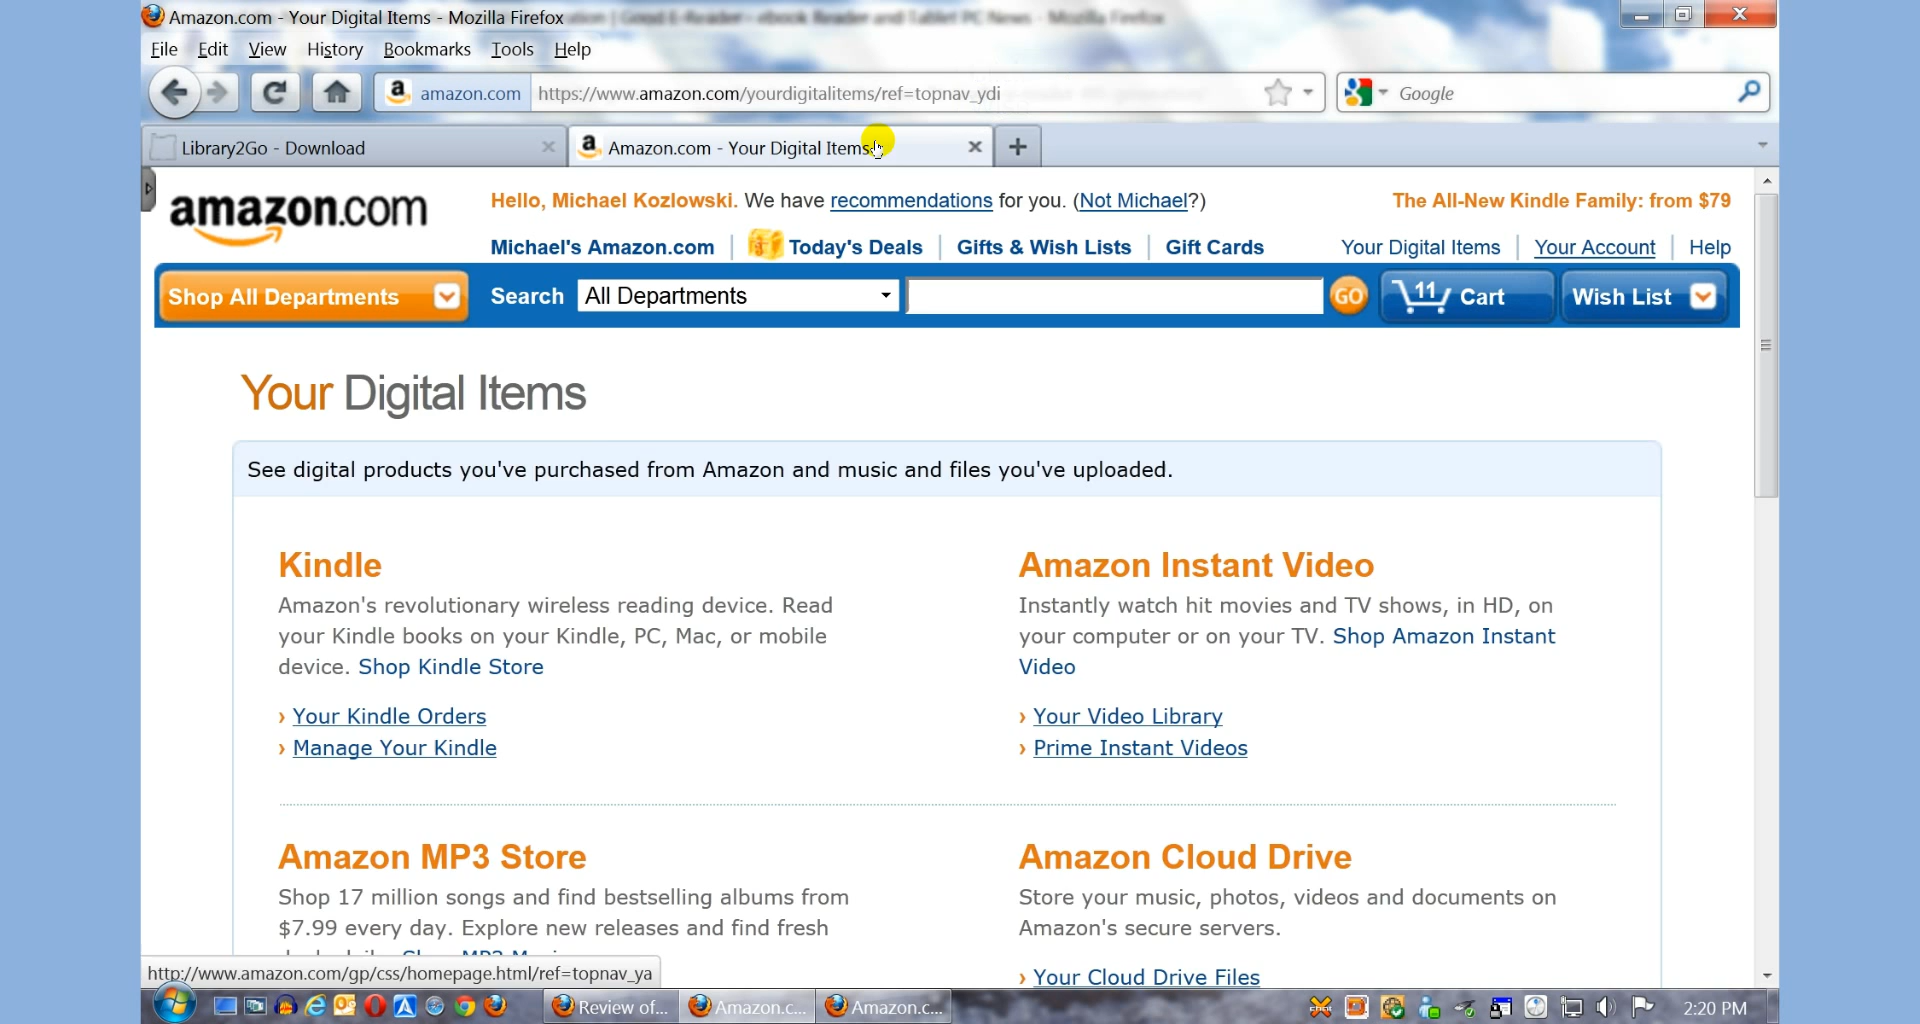 Amazon.com - Your Digital Items - Mozilla Firefox
File Edit View History Bookmarks Tools Help
amazon.com https://www.amazon.com/yourdigitalitems/ref=topnav_ydi Google
Library2Go - Download Amazon.com - Your Digital Items
amazon.com Hello, Michael Kozlowski. We have recommendations for you. (Not Michael?) The All-New Kindle Family: from $79
Michael's Amazon.com Today's Deals Gifts & Wish Lists Gift Cards Your Digital Items Your Account Help
Shop All Departments Search All Departments GO 11 Cart Wish List
Your Digital Items
See digital products you've purchased from Amazon and music and files you've uploaded.
Kindle
Amazon's revolutionary wireless reading device. Read
your Kindle books on your Kindle, PC, Mac, or mobile
device. Shop Kindle Store
› Your Kindle Orders
› Manage Your Kindle
Amazon Instant Video
Instantly watch hit movies and TV shows, in HD, on
your computer or on your TV. Shop Amazon Instant
Video
› Your Video Library
› Prime Instant Videos
Amazon MP3 Store
Shop 17 million songs and find bestselling albums from
$7.99 every day. Explore new releases and find fresh
Amazon Cloud Drive
Store your music, photos, videos and documents on
Amazon's secure servers.
› Your Cloud Drive Files
http://www.amazon.com/gp/css/homepage.html/ref=topnav_ya
Review of... Amazon.c... Amazon.c... 2:20 PM